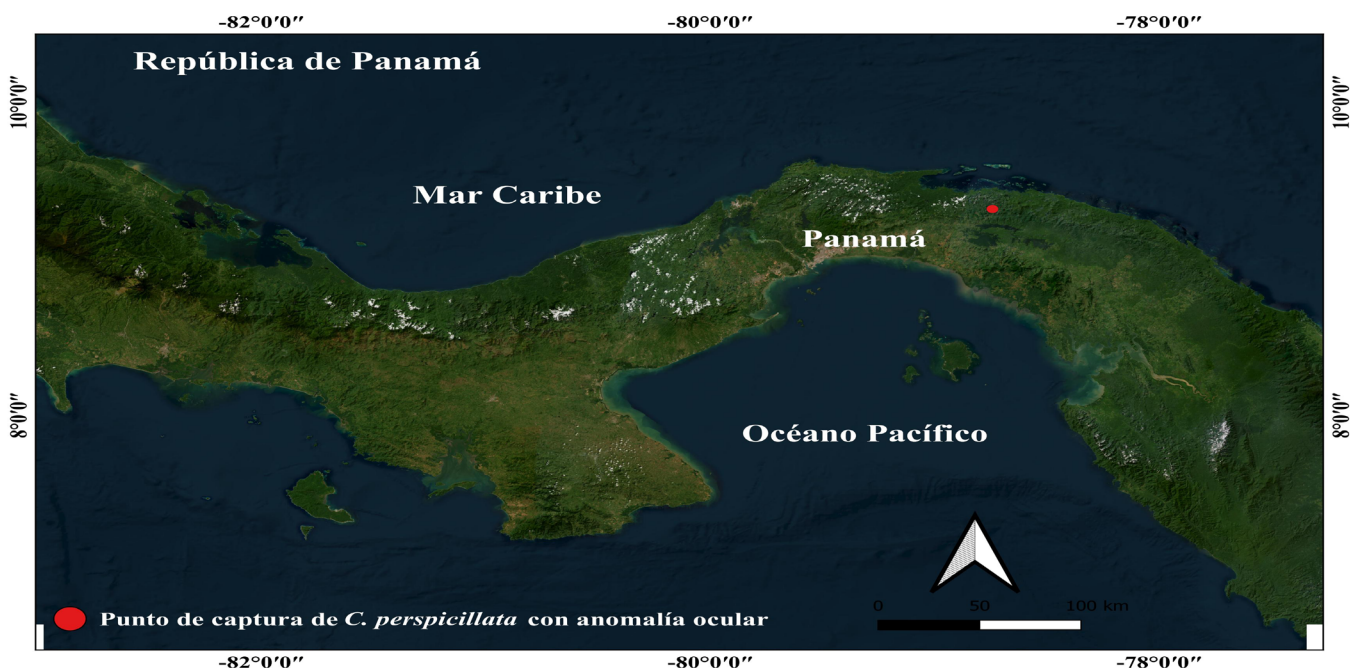 -82°0'0" -80°0'0" -78°0'0"
República de Panamá
10°0'0" 10°0'0"
Mar Caribe
Panamá
8°0'0" 8°0'0"
Océano Pacífico
0 50 100 km
Punto de captura de C. perspicillata con anomalía ocular
-82°0'0" -80°0'0" -78°0'0"